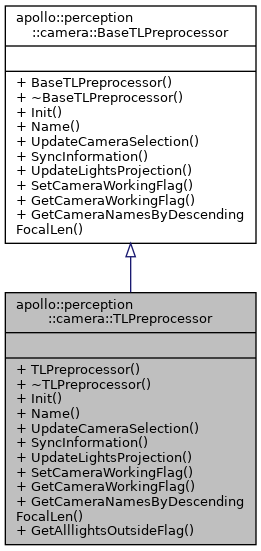 apollo::perception
::camera::BaseTLPreprocessor
+ BaseTLPreprocessor()
+ ~BaseTLPreprocessor()
+ Init()
+ Name()
+ UpdateCameraSelection()
+ SyncInformation()
+ UpdateLightsProjection()
+ SetCameraWorkingFlag()
+ GetCameraWorkingFlag()
+ GetCameraNamesByDescending
FocalLen()
apollo::perception
::camera::TLPreprocessor
+ TLPreprocessor()
+ ~TLPreprocessor()
+ Init()
+ Name()
+ UpdateCameraSelection()
+ SyncInformation()
+ UpdateLightsProjection()
+ SetCameraWorkingFlag()
+ GetCameraWorkingFlag()
+ GetCameraNamesByDescending
FocalLen()
+ GetAlllightsOutsideFlag()